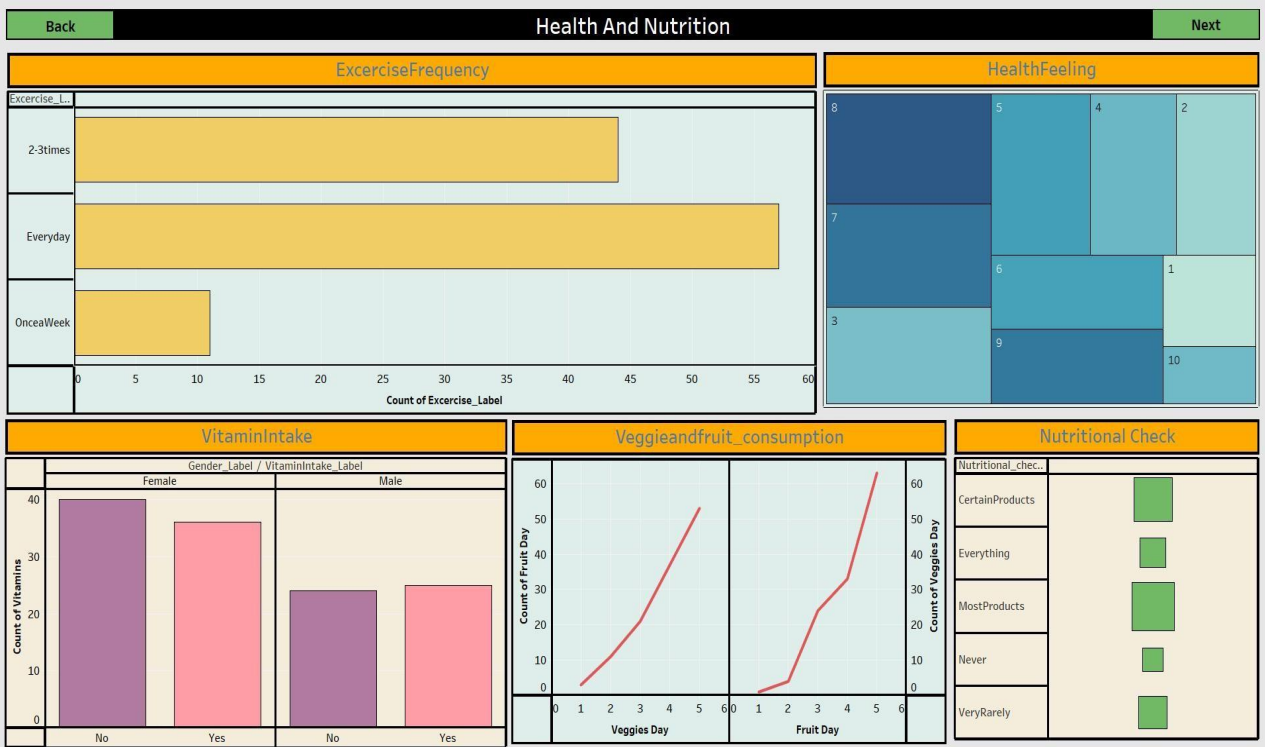 Back
Health And Nutrition
Next
ExcerciseFrequency
Excercise_L..
2-3times
Everyday
OnceaWeek
0 5 10 15 20 25 30 35 40 45 50 55 60
Count of Excercise_Label
HealthFeeling
8
5
4
2
7
6
1
3
9
10
VitaminIntake
Gender_Label / VitaminIntake_Label
Female Male
Count of Vitamins
40
30
20
10
0
No Yes No Yes
Veggieandfruit_consumption
Count of Fruit Day
60
50
40
30
20
10
0
60
50
40
30
20
10
0
Count of Veggies Day
0 1 2 3 4 5 6
0 1 2 3 4 5 6
Veggies Day
Fruit Day
Nutritional Check
Nutritional_chec..
CertainProducts
Everything
MostProducts
Never
VeryRarely